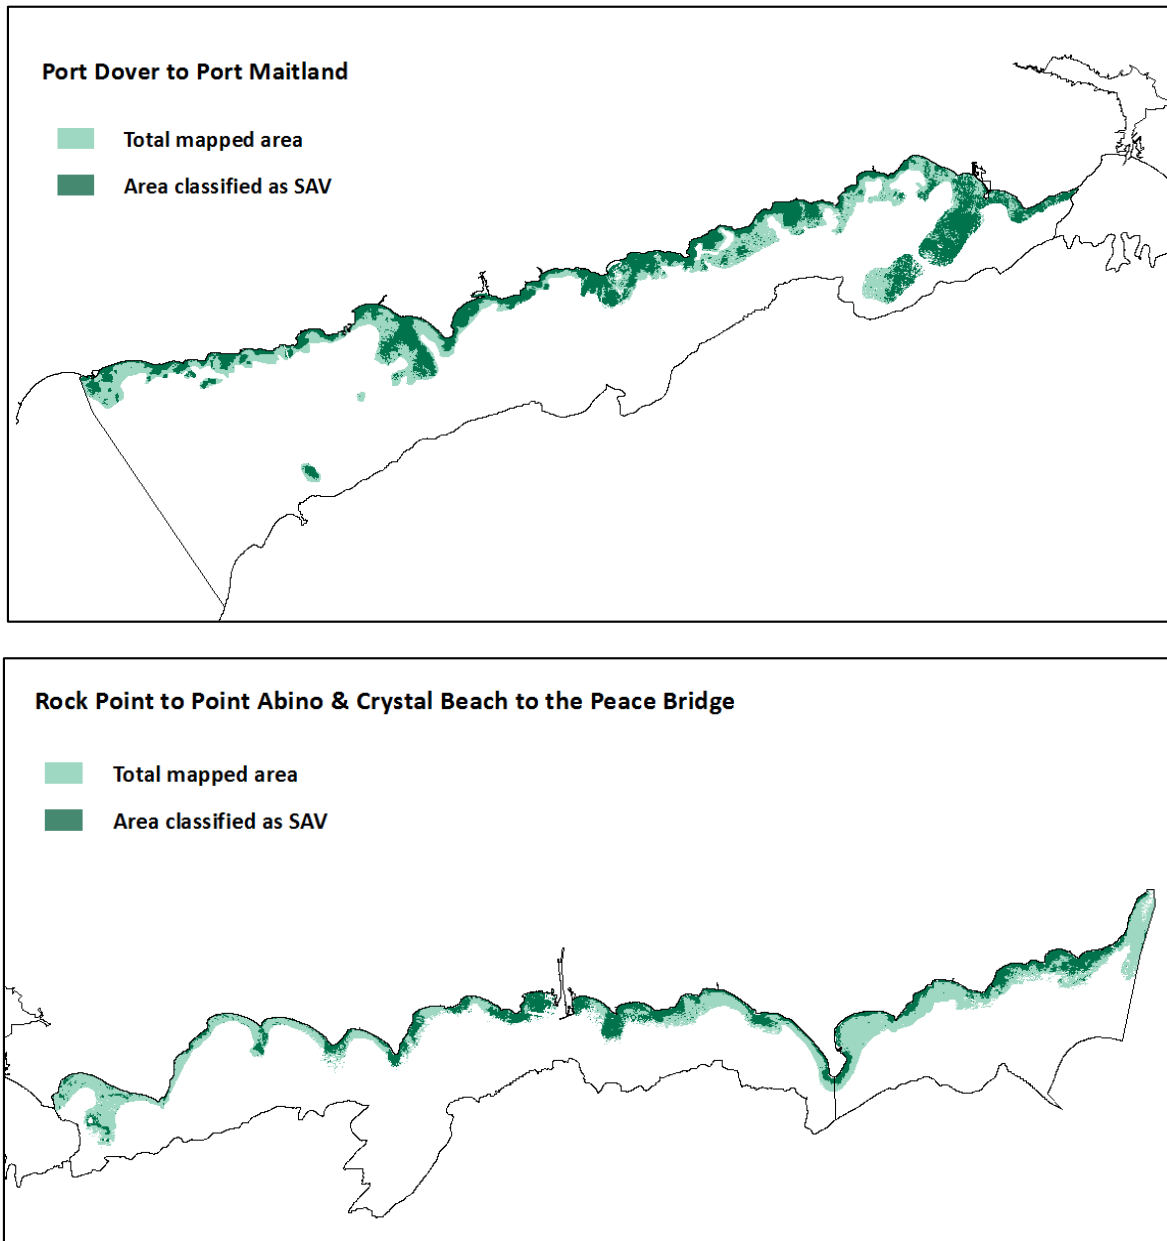 Port Dover to Port Maitland
Total mapped area
Area classified as SAV
Rock Point to Point Abino & Crystal Beach to the Peace Bridge
Total mapped area
Area classified as SAV